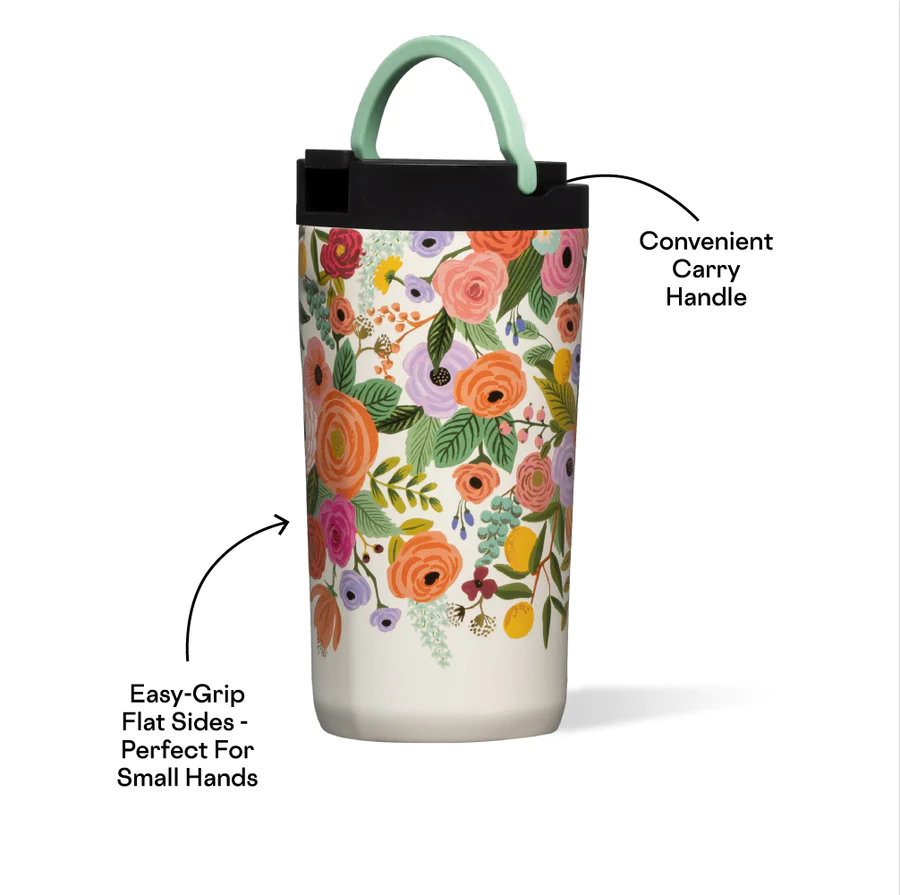 Convenient
Carry
Handle
Easy-Grip
Flat Sides -
Perfect For
Small Hands